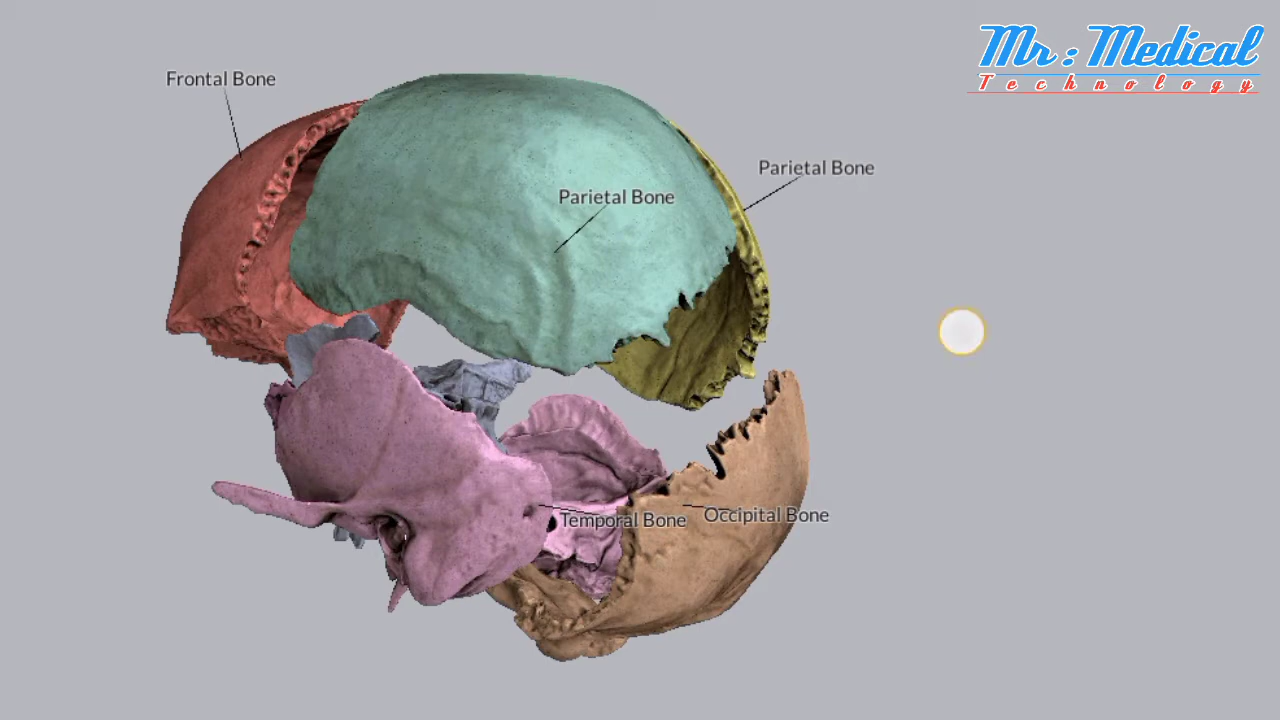 Mr : Medical
Technology
Frontal Bone
Parietal Bone
Parietal Bone
Temporal Bone
Occipital Bone